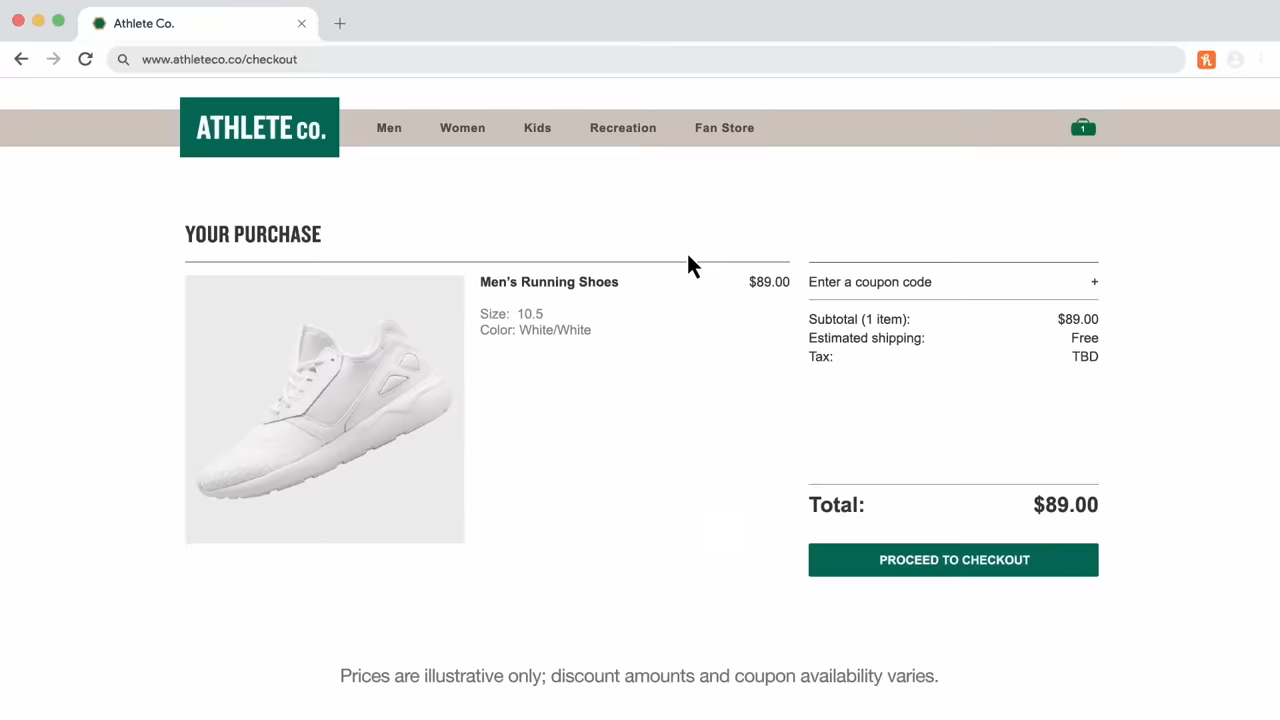 Athlete Co.
www.athleteco.co/checkout
ATHLETE CO.
Men
Women
Kids
Recreation
Fan Store
1
YOUR PURCHASE
Men's Running Shoes
$89.00
Size: 10.5
Color: White/White
Enter a coupon code
+
Subtotal (1 item):
$89.00
Estimated shipping:
Free
Tax:
TBD
Total:
$89.00
PROCEED TO CHECKOUT
Prices are illustrative only; discount amounts and coupon availability varies.